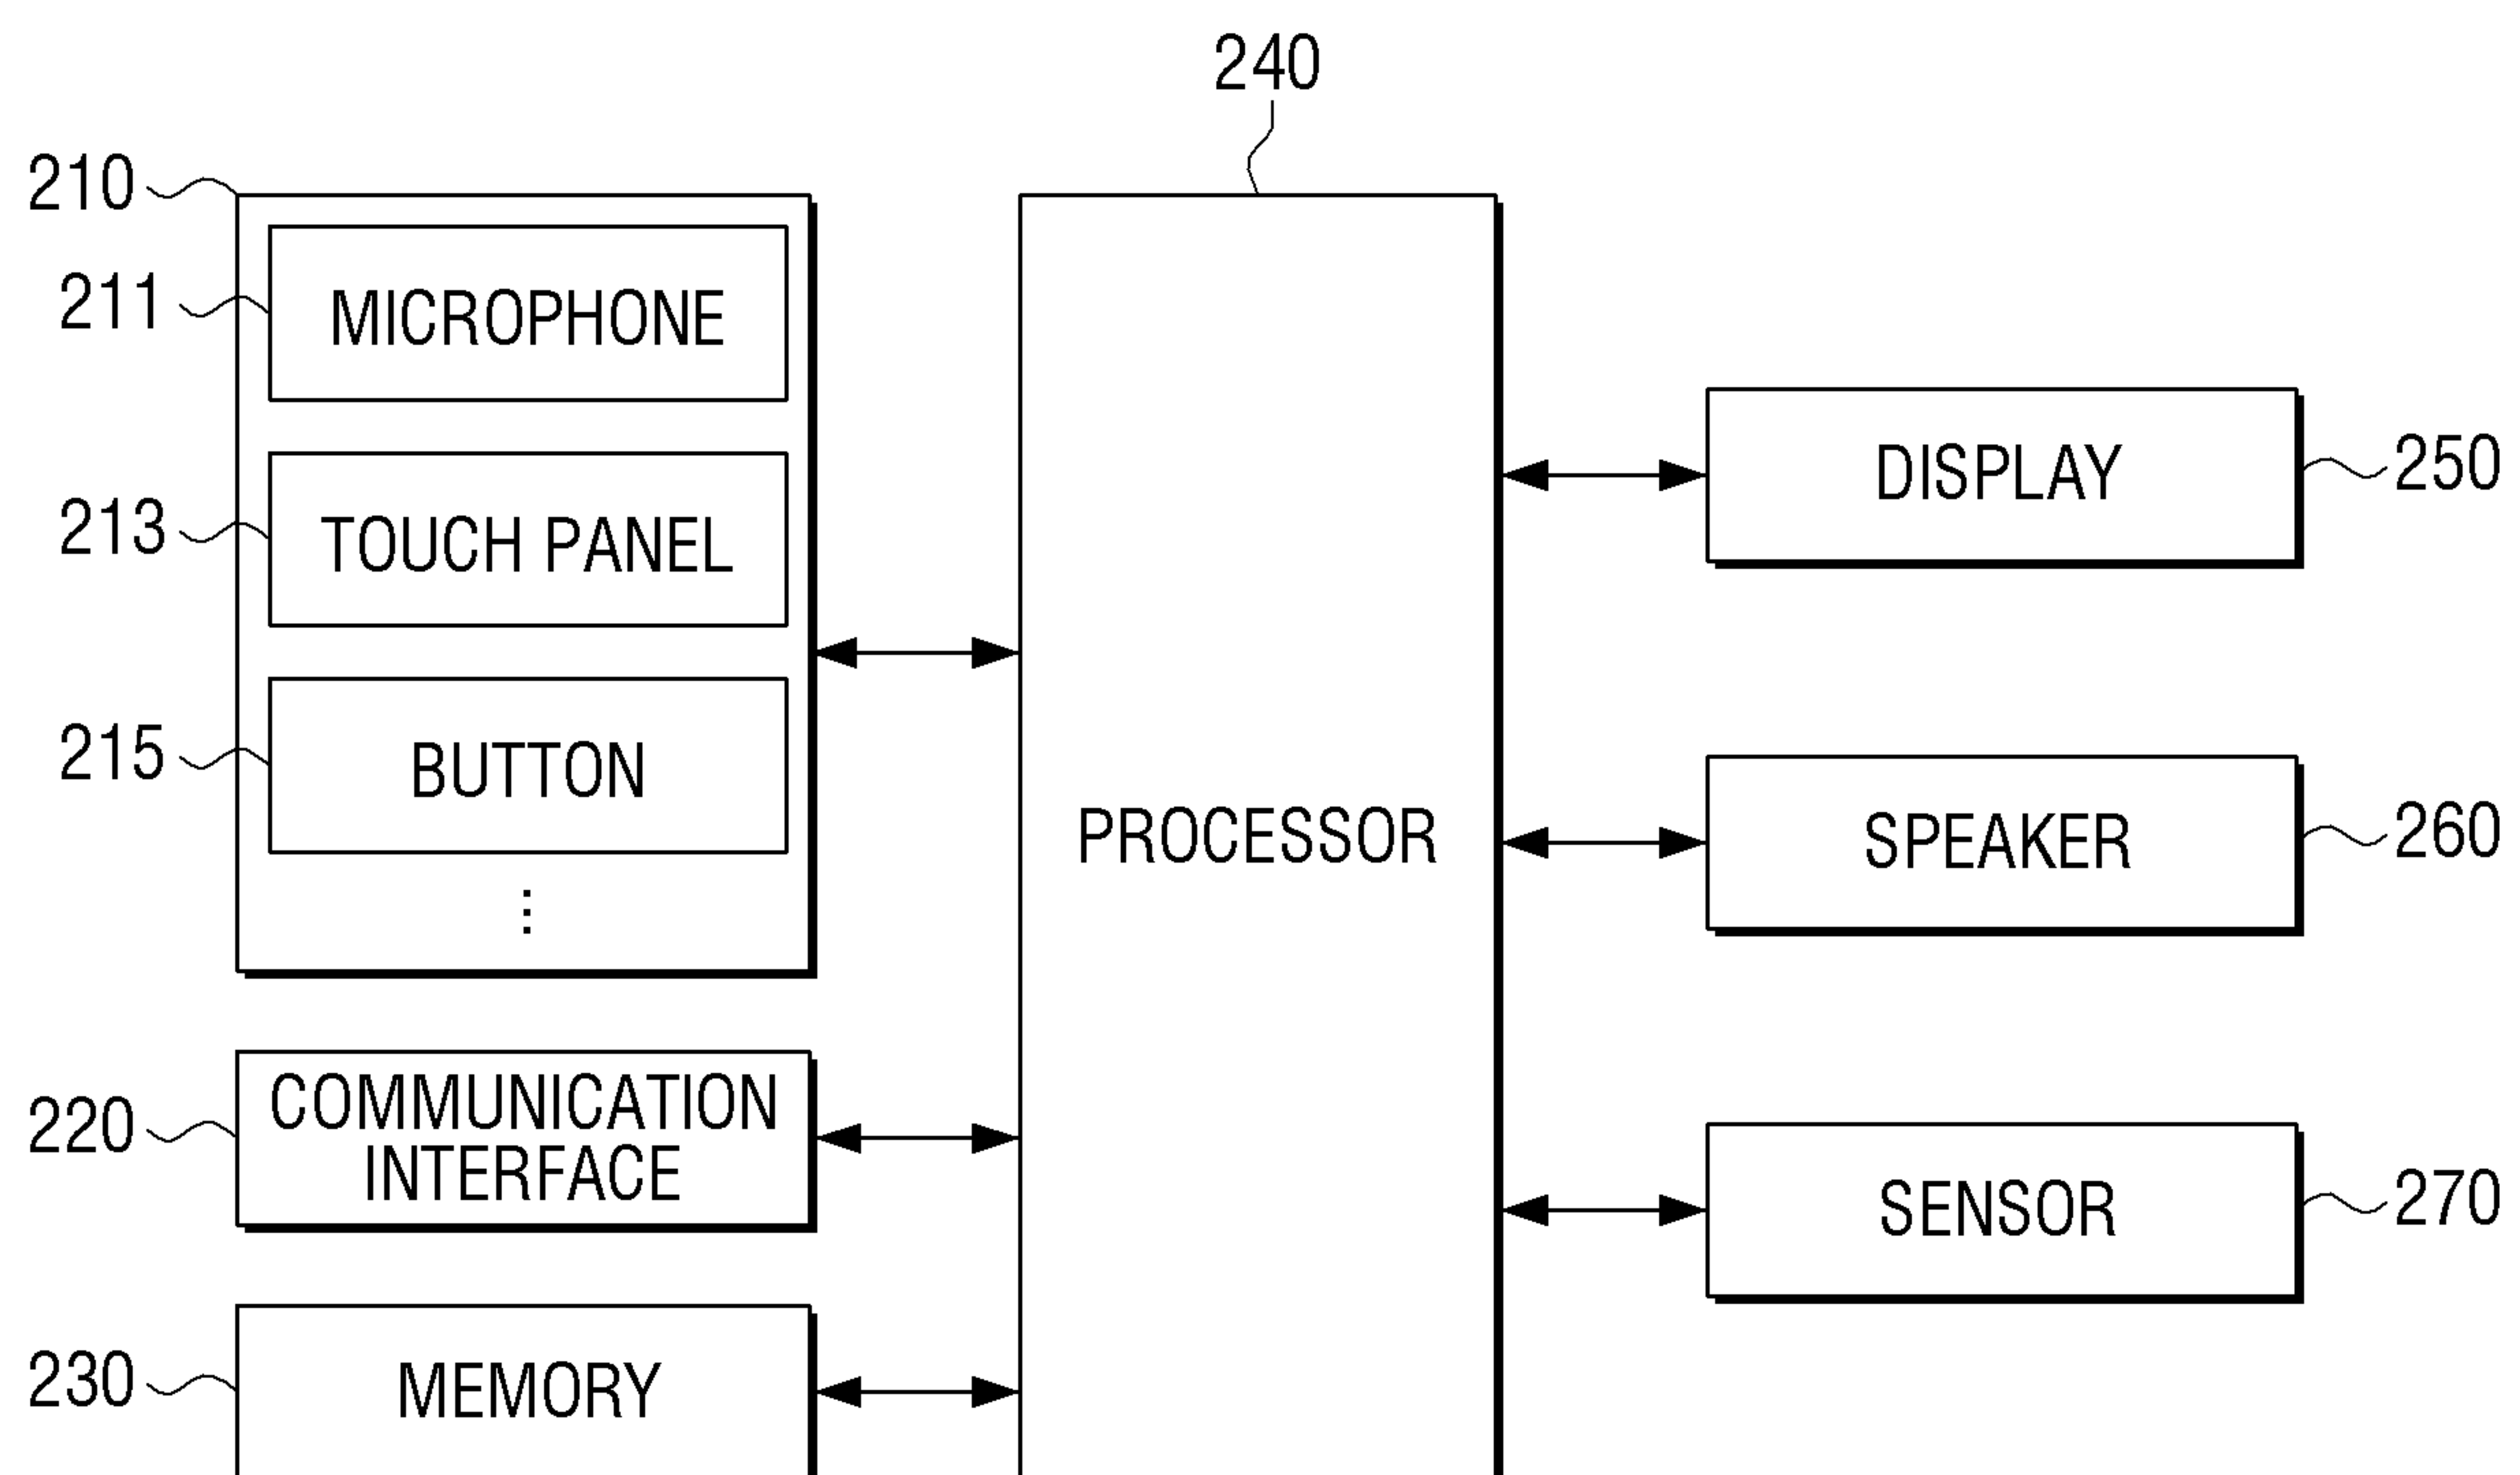 240
210
211
MICROPHONE
213
TOUCH PANEL
215
BUTTON
220
COMMUNICATION
INTERFACE
230
MEMORY
PROCESSOR
DISPLAY
250
SPEAKER
260
SENSOR
270